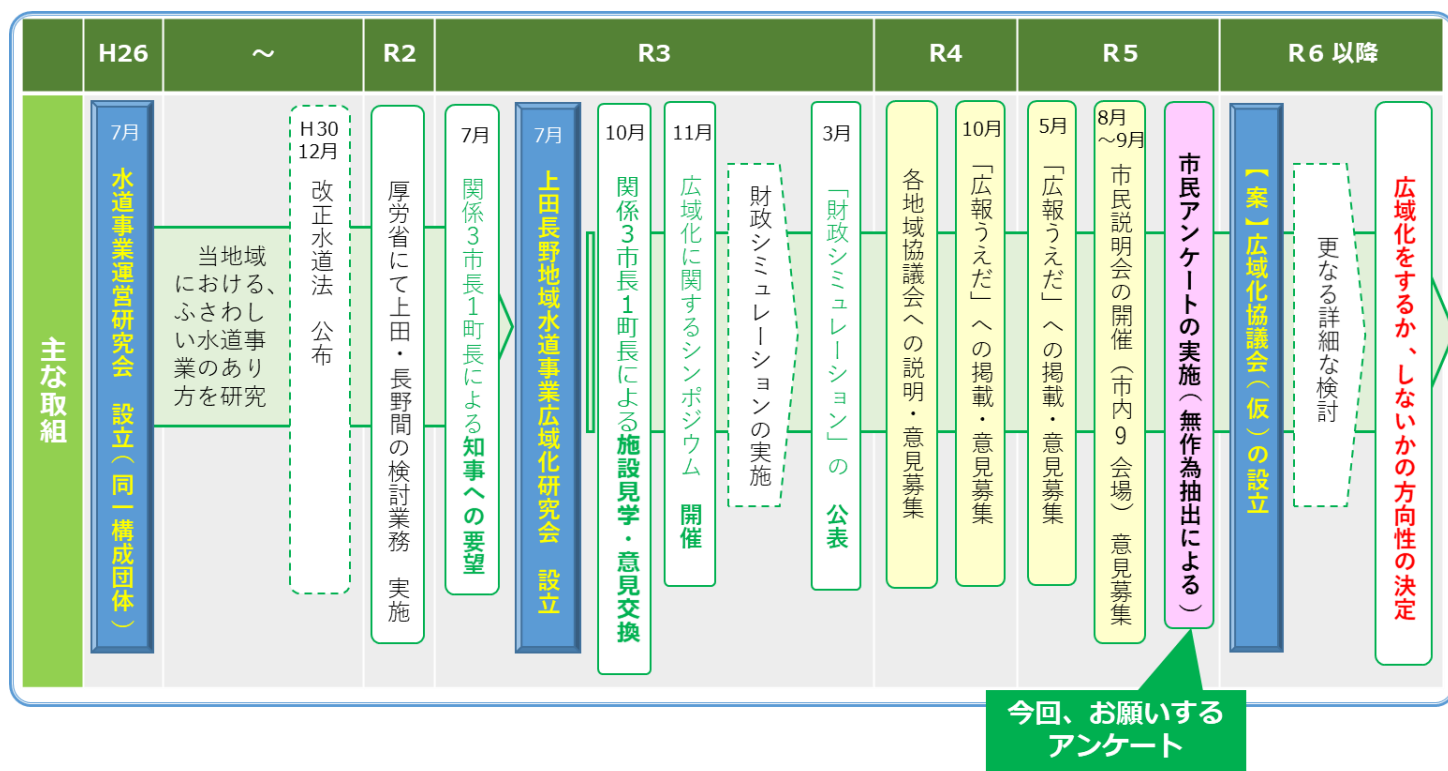 H26
～
R2
R3
R4
R5
R６以降
主な取組
7月
水道事業運営研究会　設立（同一構成団体）
当地域
における、
ふさわし
い水道事
業のあり
方を研究
H30
12月
改正水道法　公布
厚労省にて上田・長野間の検討業務　実施
7月
関係３市長１町長による知事への要望
7月
上田長野地域水道事業広域化研究会　設立
10月
関係３市長１町長による施設見学・意見交換
11月
広域化に関するシンポジウム　開催
財政シミュレーションの実施
3月
「財政シミュレーション」の　公表
各地域協議会への説明・意見募集
10月
「広報うえだ」への掲載・意見募集
5月
「広報うえだ」への掲載・意見募集
8月
～9月
市民説明会の開催（市内９会場）　意見募集
市民アンケートの実施（無作為抽出による）
【案】広域化協議会（仮）の設立
更なる詳細な検討
広域化をするか、しないかの方向性の決定
今回、お願いする
アンケート